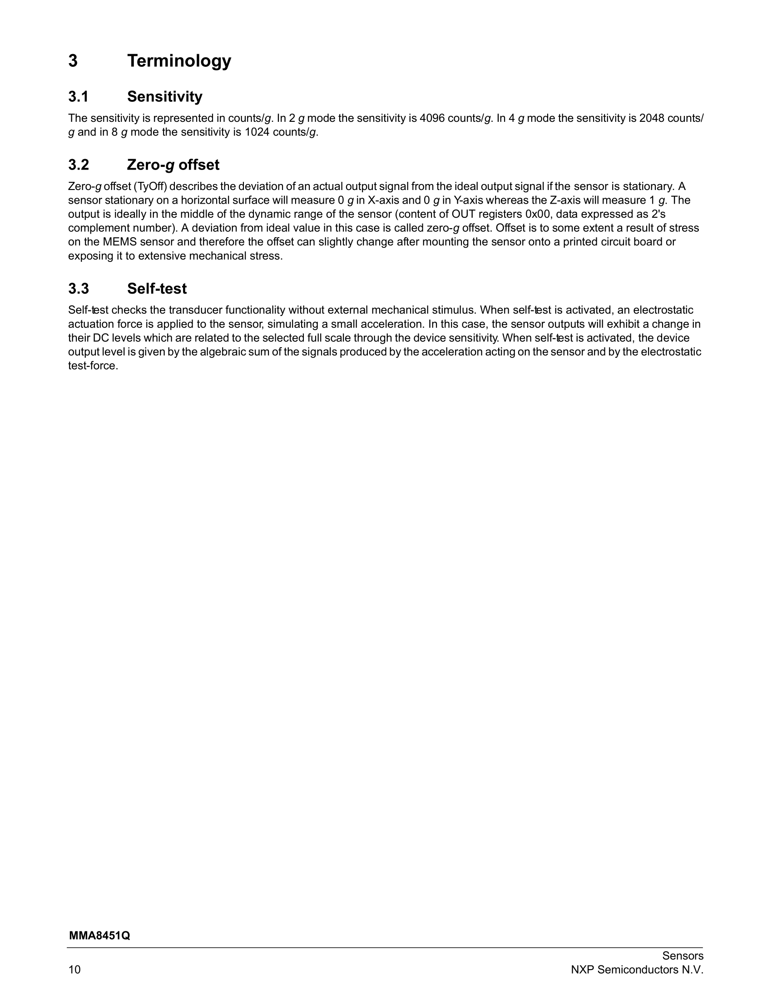 3 Terminology
3.1 Sensitivity
The sensitivity is represented in counts/g. In 2 g mode the sensitivity is 4096 counts/g. In 4 g mode the sensitivity is 2048 counts/
g and in 8 g mode the sensitivity is 1024 counts/g.
3.2 Zero-g offset
Zero-g offset (TyOff) describes the deviation of an actual output signal from the ideal output signal if the sensor is stationary. A
sensor stationary on a horizontal surface will measure 0 g in X-axis and 0 g in Y-axis whereas the Z-axis will measure 1 g. The
output is ideally in the middle of the dynamic range of the sensor (content of OUT registers 0x00, data expressed as 2's
complement number). A deviation from ideal value in this case is called zero-g offset. Offset is to some extent a result of stress
on the MEMS sensor and therefore the offset can slightly change after mounting the sensor onto a printed circuit board or
exposing it to extensive mechanical stress.
3.3 Self-test
Self-test checks the transducer functionality without external mechanical stimulus. When self-test is activated, an electrostatic
actuation force is applied to the sensor, simulating a small acceleration. In this case, the sensor outputs will exhibit a change in
their DC levels which are related to the selected full scale through the device sensitivity. When self-test is activated, the device
output level is given by the algebraic sum of the signals produced by the acceleration acting on the sensor and by the electrostatic
test-force.
MMA8451Q
Sensors
10 NXP Semiconductors N.V.